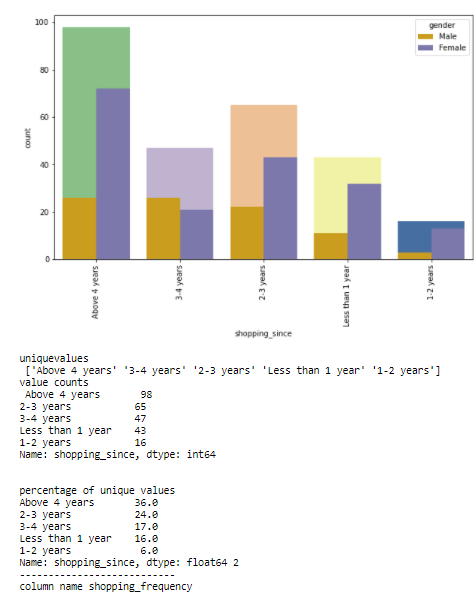 100
80
60
40
20
0
count
gender
Male
Female
Above 4 years
3-4 years
2-3 years
Less than 1 year
1-2 years
shopping_since
uniquevalues
['Above 4 years' '3-4 years' '2-3 years' 'Less than 1 year' '1-2 years']
value counts
Above 4 years 98
2-3 years 65
3-4 years 47
Less than 1 year 43
1-2 years 16
Name: shopping_since, dtype: int64
percentage of unique values
Above 4 years 36.0
2-3 years 24.0
3-4 years 17.0
Less than 1 year 16.0
1-2 years 6.0
Name: shopping_since, dtype: float64 2
---------------------------
column name shopping_frequency